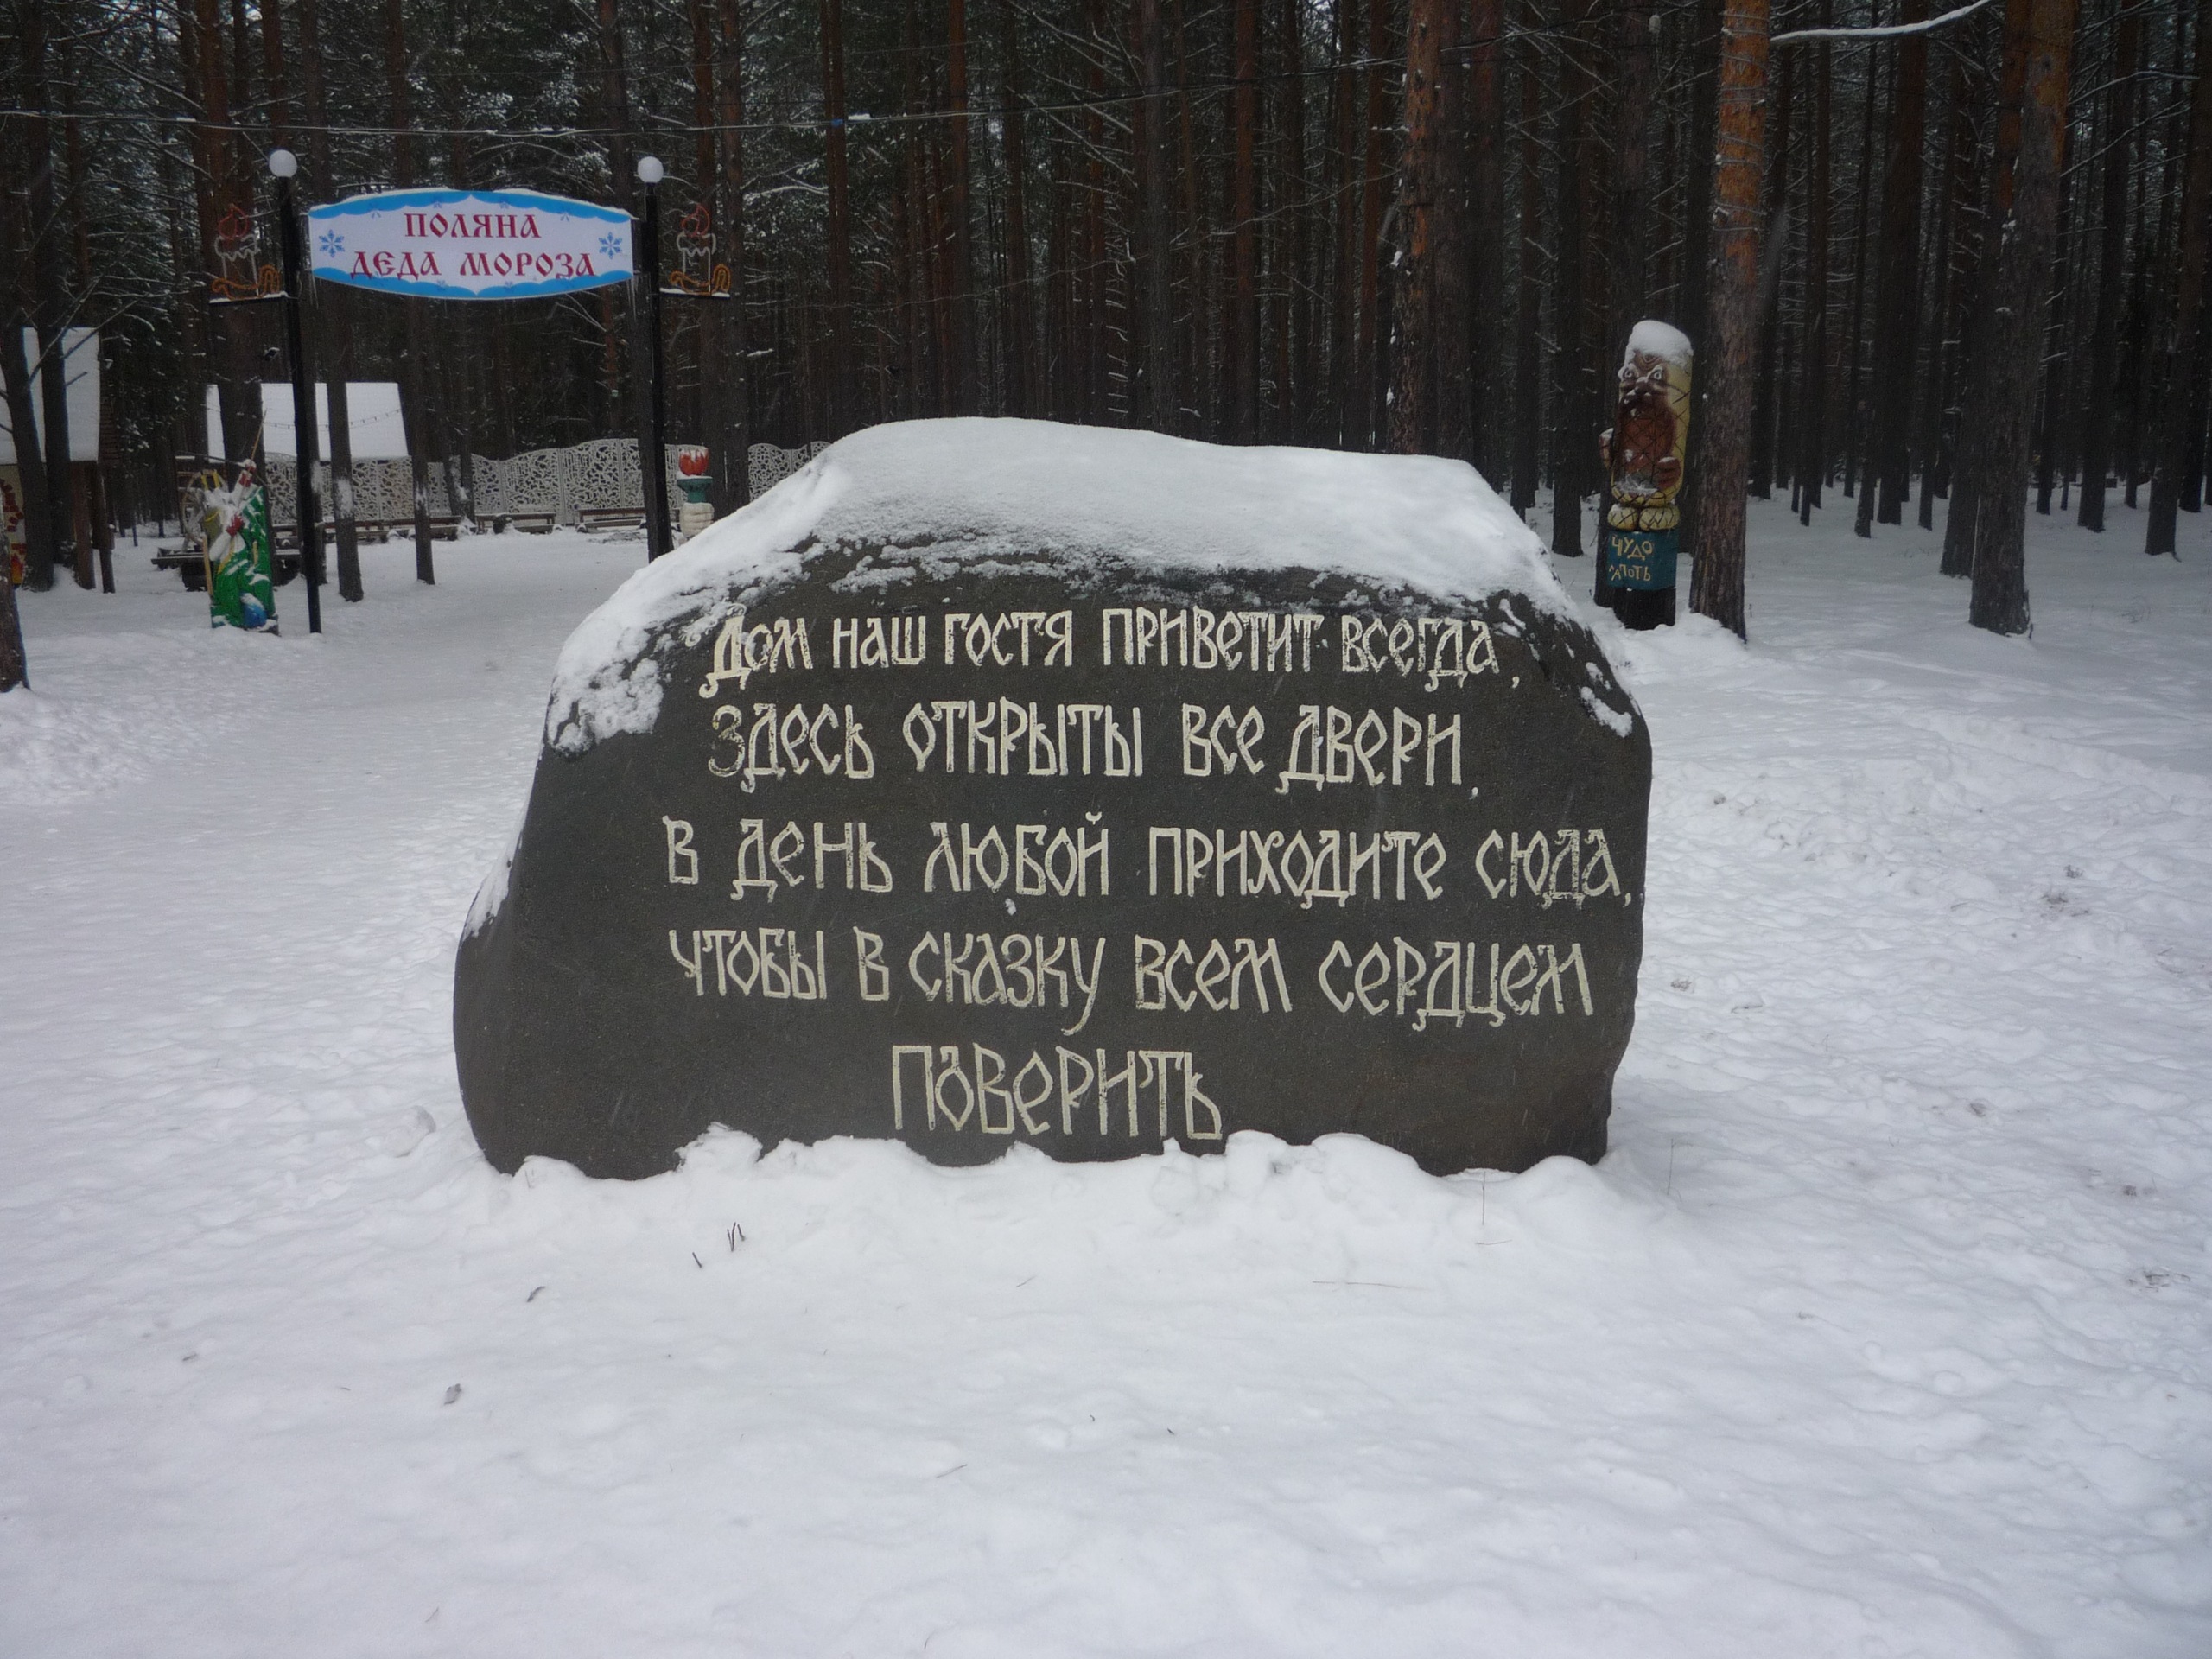 ПОЛЯНА
ДЕДА МОРОЗА
Дом наш гостя приветит всегда,
Здесь открыты все двери,
В день любой приходите сюда,
чтобы в сказку всем сердцем
поверить
ЧУДО